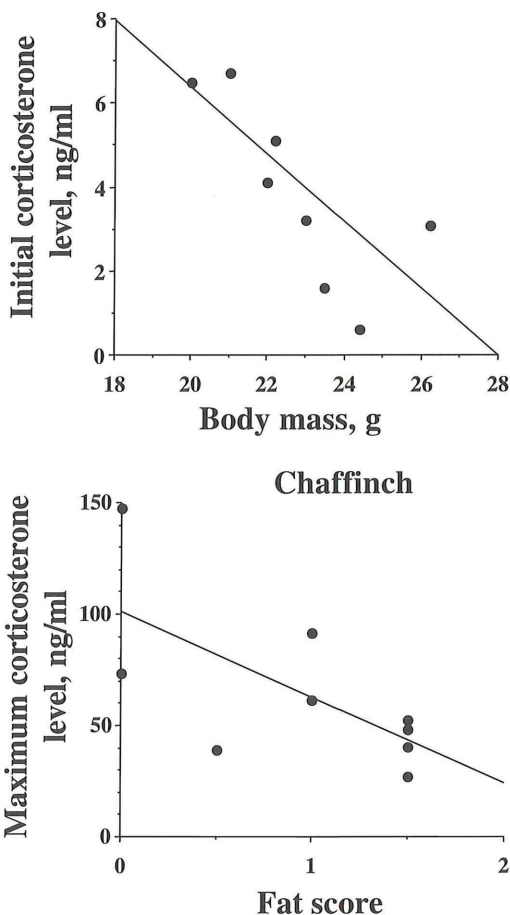 8
6
4
2
0
Initial corticosterone
level, ng/ml
18 20 22 24 26 28
Body mass, g
Chaffinch
150
100
50
0
Maximum corticosterone
level, ng/ml
0 1 2
Fat score